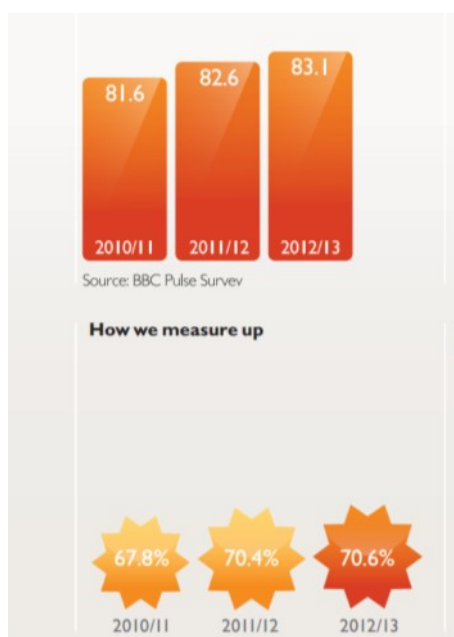 81.6 82.6 83.1
2010/11 2011/12 2012/13
Source: BBC Pulse Survey
How we measure up
67.8% 70.4% 70.6%
2010/11 2011/12 2012/13